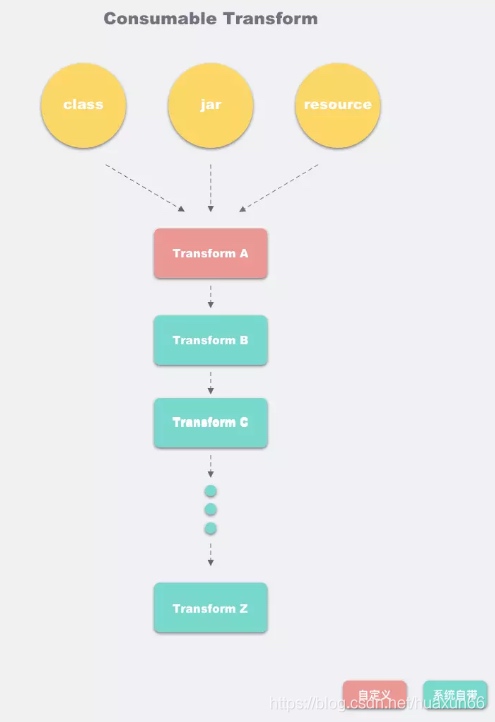 Consumable Transform
class
jar
resource
Transform A
Transform B
Transform C
Transform Z
自定义
系统自带
https://blog.csdn.net/huaxun66